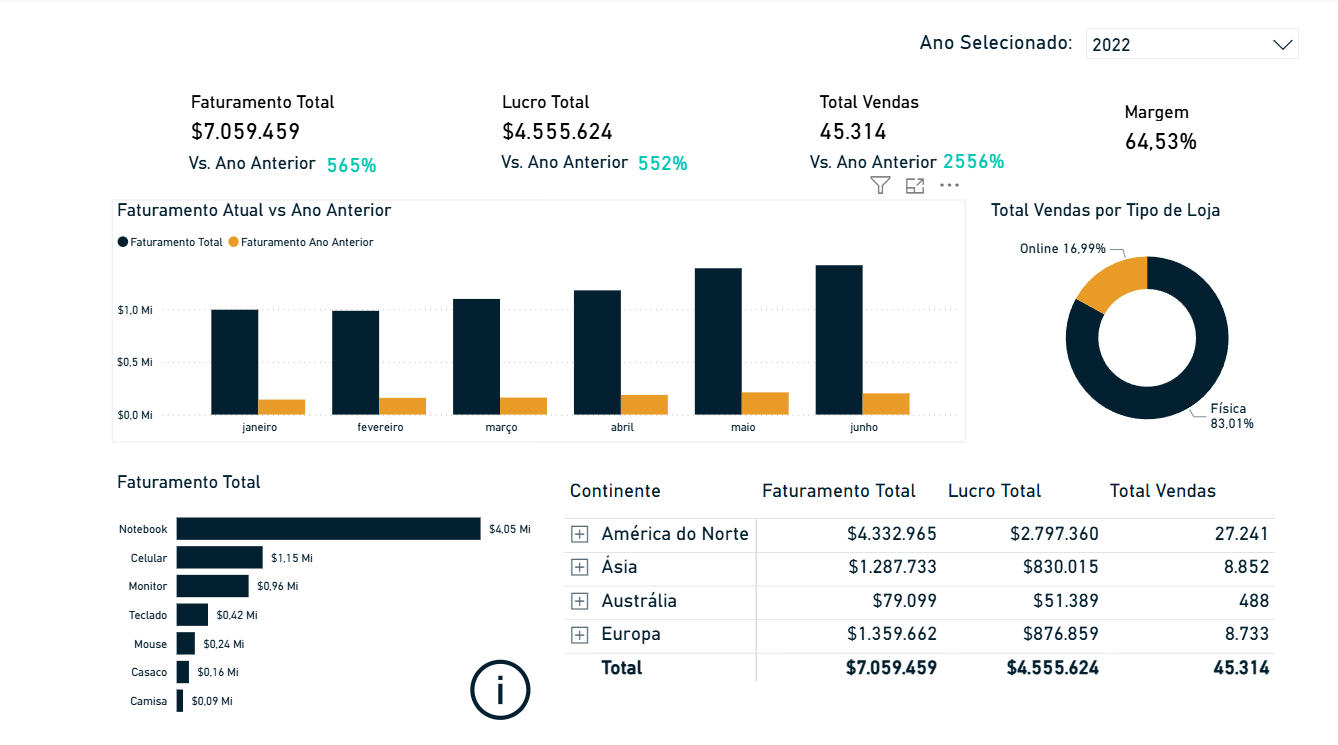 Ano Selecionado: 2022
Faturamento Total
$7.059.459
Vs. Ano Anterior 565%
Lucro Total
$4.555.624
Vs. Ano Anterior 552%
Total Vendas
45.314
Vs. Ano Anterior 2556%
Margem
64,53%
Faturamento Atual vs Ano Anterior
Faturamento Total Faturamento Ano Anterior
$1,0 Mi
$0,5 Mi
$0,0 Mi
janeiro fevereiro março abril maio junho
Total Vendas por Tipo de Loja
Online 16,99%
Física
83,01%
Faturamento Total
Notebook $4,05 Mi
Celular $1,15 Mi
Monitor $0,96 Mi
Teclado $0,42 Mi
Mouse $0,24 Mi
Casaco $0,16 Mi
Camisa $0,09 Mi
i
Continente Faturamento Total Lucro Total Total Vendas
América do Norte $4.332.965 $2.797.360 27.241
Ásia $1.287.733 $830.015 8.852
Austrália $79.099 $51.389 488
Europa $1.359.662 $876.859 8.733
Total $7.059.459 $4.555.624 45.314